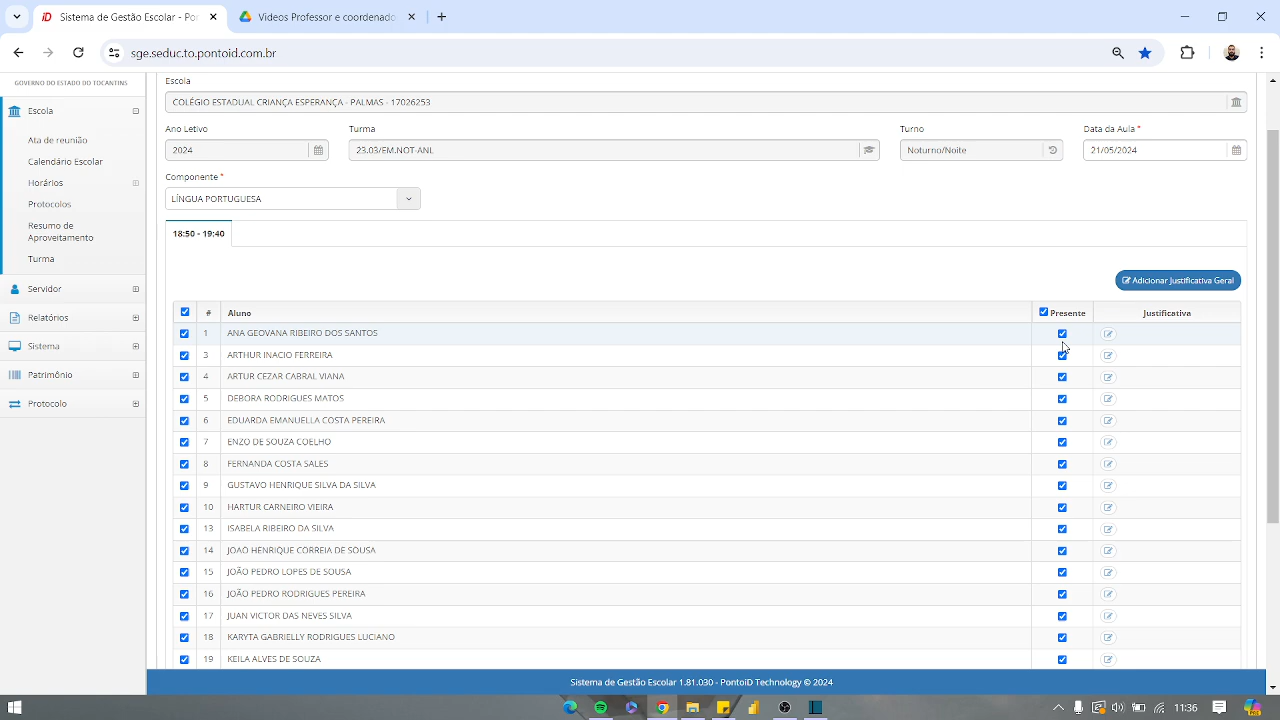 Sistema de Gestão Escolar - Pon
Vídeos Professor e coordenado
sge.seduc.to.pontoid.com.br
GOVERNO DO ESTADO DO TOCANTINS
Escola
Ata de reunião
Calendário Escolar
Horários
Protocolos
Resumo de
Aproveitamento
Turma
Servidor
Relatórios
Sistema
Patrimônio
Protocolo
Escola
COLÉGIO ESTADUAL CRIANÇA ESPERANÇA - PALMAS - 17026253
Ano Letivo Turma Turno Data da Aula *
2024 23.03/EM.NOT-ANL Noturno/Noite 21/05/2024
Componente *
LÍNGUA PORTUGUESA
18:50 - 19:40
Adicionar Justificativa Geral
# Aluno Presente Justificativa
1 ANA GEOVANA RIBEIRO DOS SANTOS
3 ARTHUR INACIO FERREIRA
4 ARTUR CEZAR CABRAL VIANA
5 DEBORA RODRIGUES MATOS
6 EDUARDA EMANUELLA COSTA PEREIRA
7 ENZO DE SOUZA COELHO
8 FERNANDA COSTA SALES
9 GUSTAVO HENRIQUE SILVA DA SILVA
10 HARTUR CARNEIRO VIEIRA
13 ISABELA RIBEIRO DA SILVA
14 JOAO HENRIQUE CORREIA DE SOUSA
15 JOÃO PEDRO LOPES DE SOUSA
16 JOÃO PEDRO RODRIGUES PEREIRA
17 JUAN VICTOR DAS NEVES SILVA
18 KARYTA GABRIELLY RODRIGUES LUCIANO
19 KEILA ALVES DE SOUZA
Sistema de Gestão Escolar 1.81.030 - PontoiD Technology © 2024
11:36